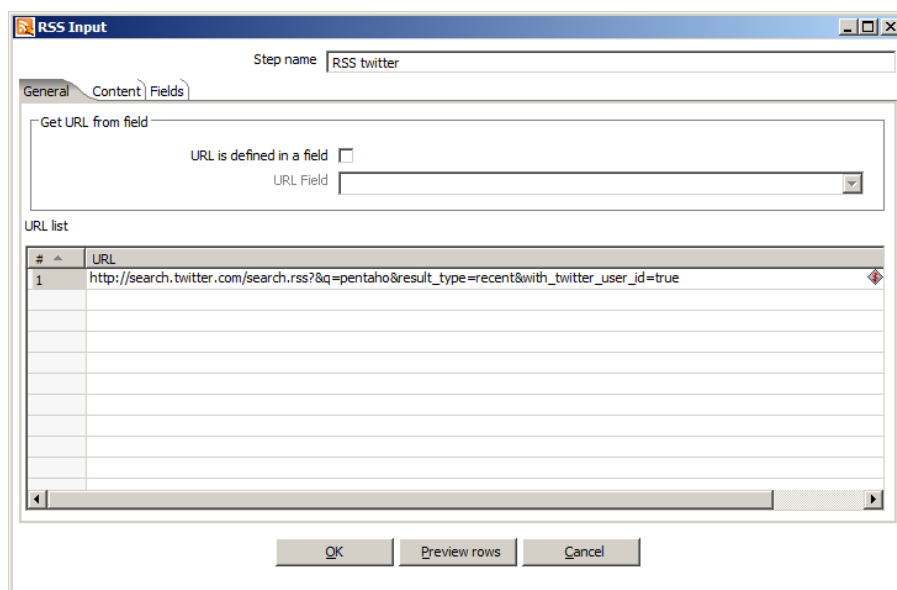 RSS Input
Step name RSS twitter
General Content Fields
Get URL from field
URL is defined in a field
URL Field
URL list
# URL
1 http://search.twitter.com/search.rss?&q=pentaho&result_type=recent&with_twitter_user_id=true
OK Preview rows Cancel